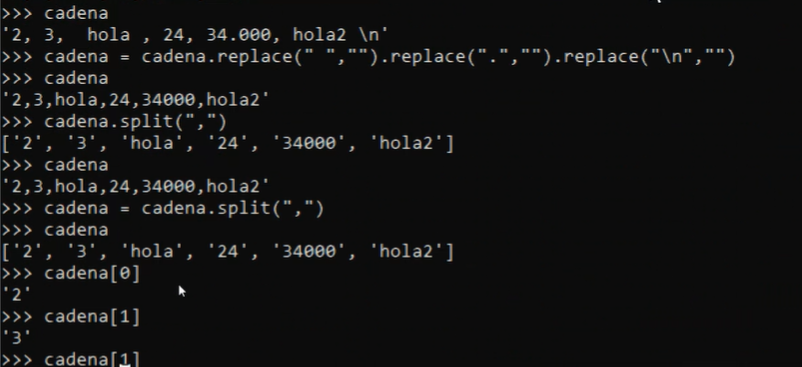 >>> cadena
'2, 3,  hola , 24, 34.000, hola2 \n'
>>> cadena = cadena.replace(" ","").replace(".","").replace("\n","")
>>> cadena
'2,3,hola,24,34000,hola2'
>>> cadena.split(",")
['2', '3', 'hola', '24', '34000', 'hola2']
>>> cadena
'2,3,hola,24,34000,hola2'
>>> cadena = cadena.split(",")
>>> cadena
['2', '3', 'hola', '24', '34000', 'hola2']
>>> cadena[0]
'2'
>>> cadena[1]
'3'
>>> cadena[1]